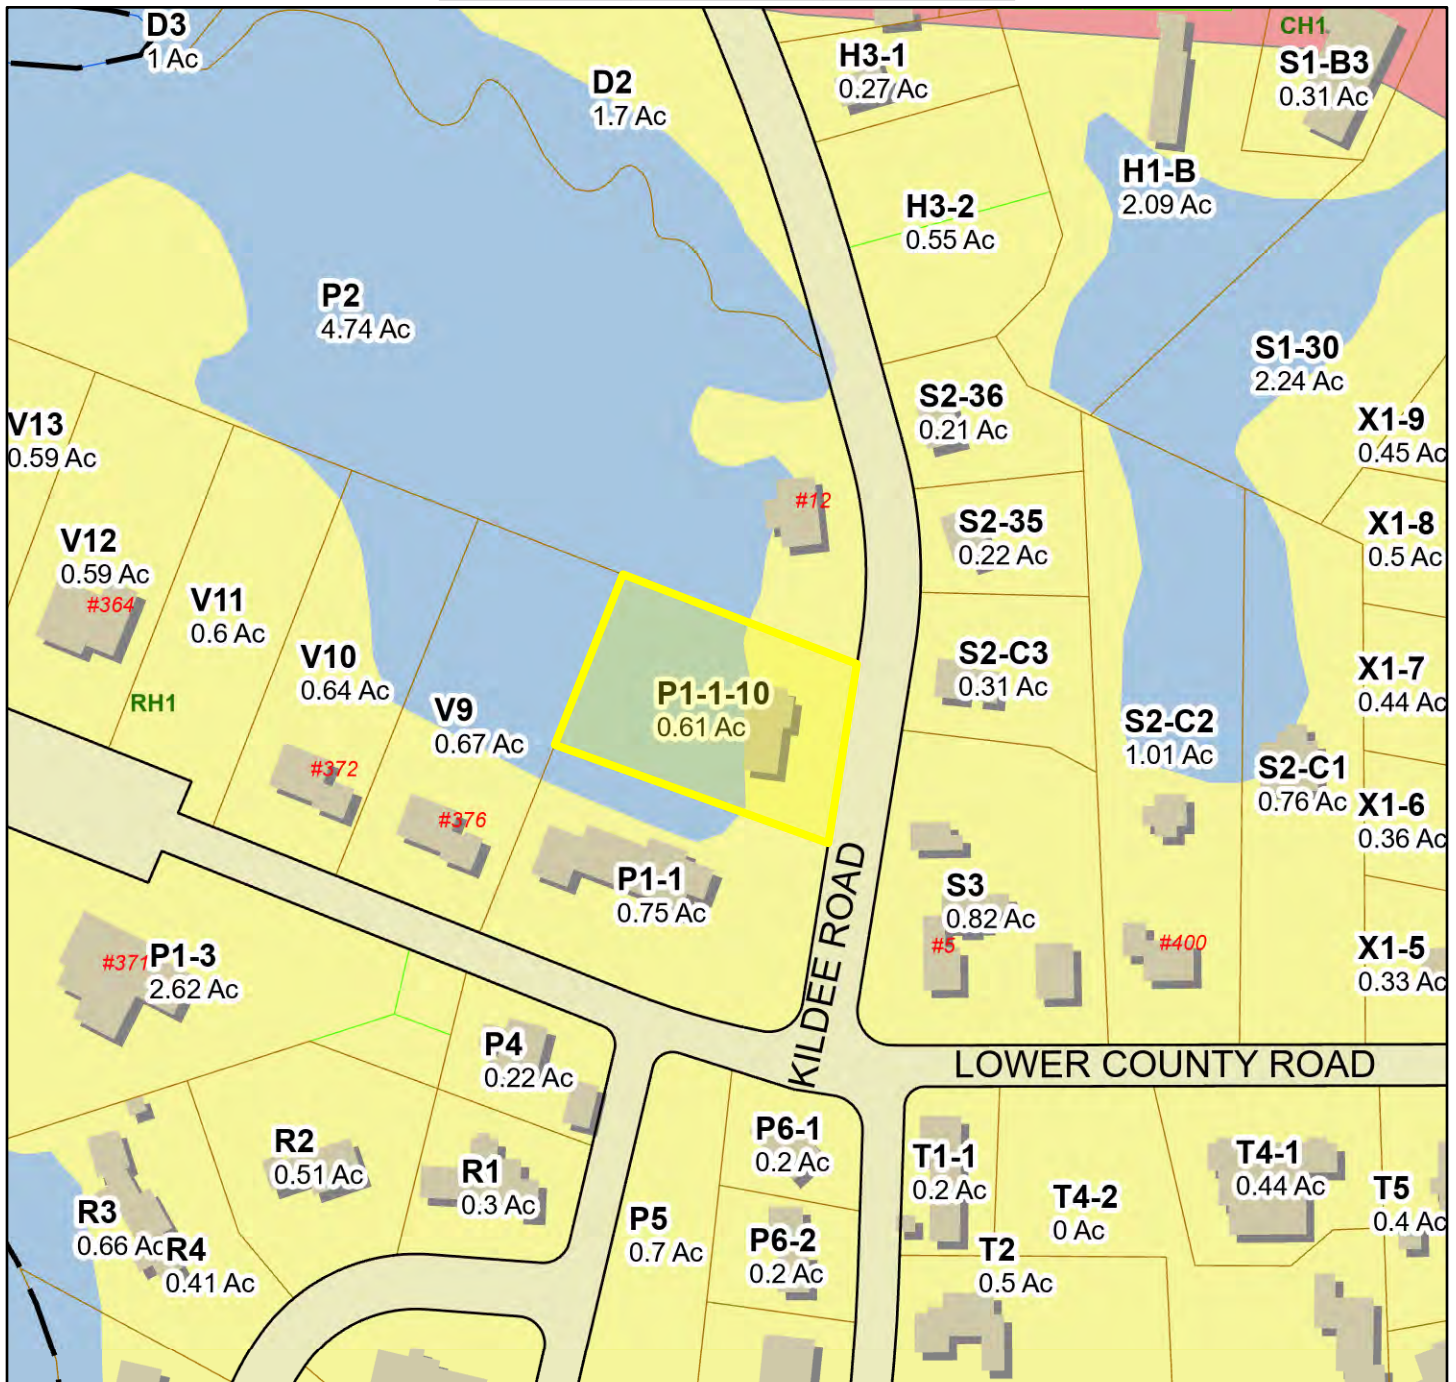 D3
1 Ac
D2
1.7 Ac
H3-1
0.27 Ac
CH1
S1-B3
0.31 Ac
H1-B
2.09 Ac
H3-2
0.55 Ac
P2
4.74 Ac
S1-30
2.24 Ac
S2-36
0.21 Ac
X1-9
0.45 Ac
V13
0.59 Ac
#12
S2-35
0.22 Ac
X1-8
0.5 Ac
V12
0.59 Ac
#364
V11
0.6 Ac
V10
0.64 Ac
RH1
V9
0.67 Ac
P1-1-10
0.61 Ac
S2-C3
0.31 Ac
X1-7
0.44 Ac
S2-C2
1.01 Ac
S2-C1
0.76 Ac
#372
#376
X1-6
0.36 Ac
P1-1
0.75 Ac
KILDEE ROAD
S3
0.82 Ac
#5
#400
X1-5
0.33 Ac
#371
P1-3
2.62 Ac
P4
0.22 Ac
LOWER COUNTY ROAD
R2
0.51 Ac
R1
0.3 Ac
P6-1
0.2 Ac
T1-1
0.2 Ac
T4-1
0.44 Ac
T4-2
0 Ac
T5
0.4 Ac
R3
0.66 Ac
R4
0.41 Ac
P5
0.7 Ac
P6-2
0.2 Ac
T2
0.5 Ac